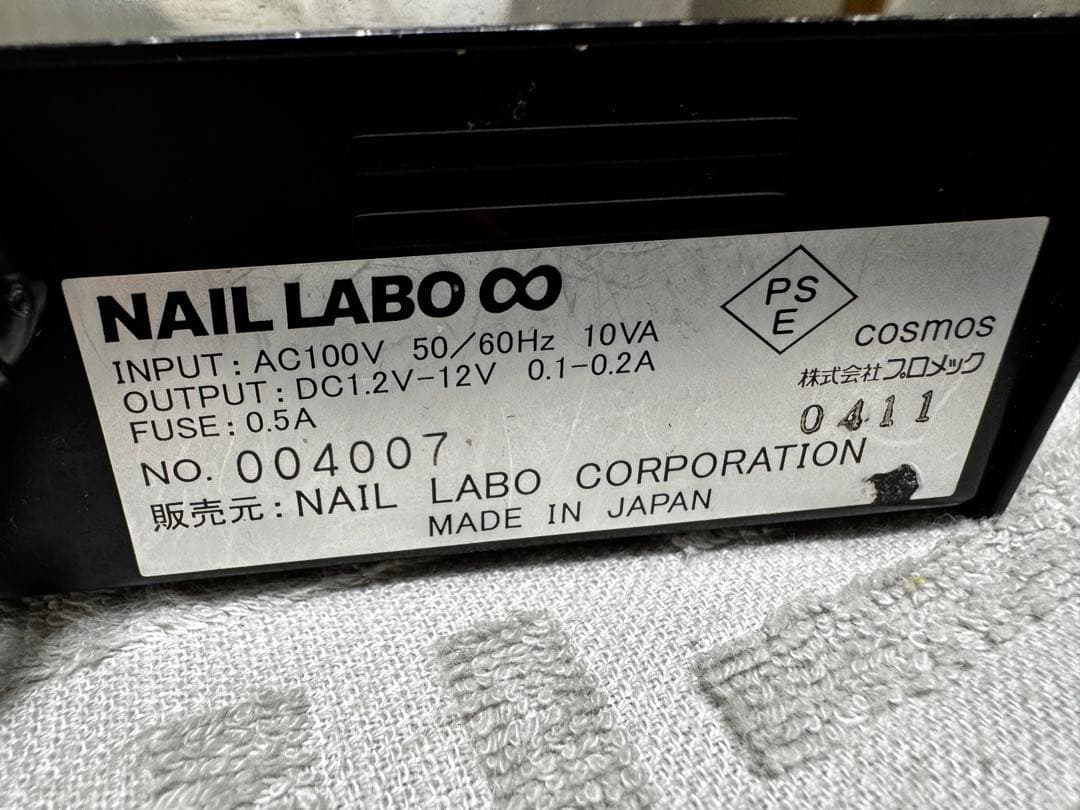 NAIL LABO ∞
INPUT : AC100V 50/60Hz 10VA
OUTPUT : DC1.2V-12V 0.1-0.2A
FUSE : 0.5A
NO. 004007
販売元 : NAIL LABO CORPORATION
MADE IN JAPAN
PS
E
cosmos
株式会社プロメック
0411